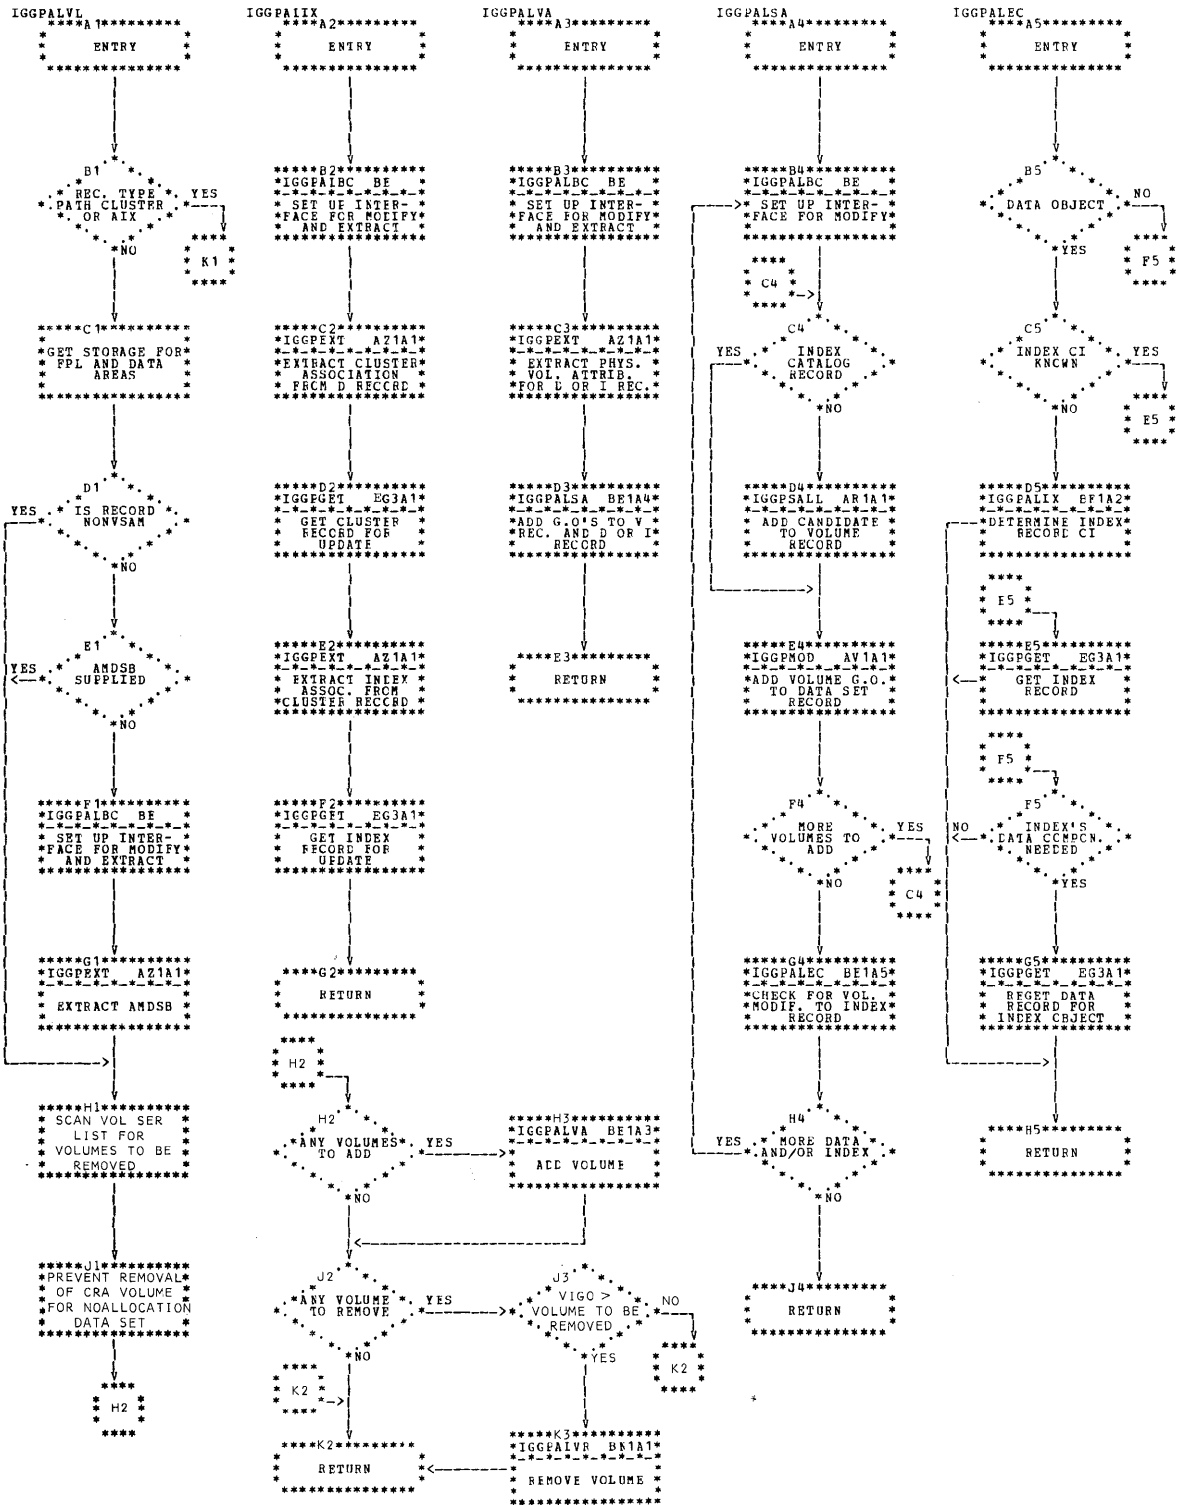 IGGPALVL
A1
ENTRY
B1
REC. TYPE
PATH CLUSTER
OR AIX
YES
NO
K1
C1
GET STORAGE FOR
FPL AND DATA
AREAS
D1
IS RECORD
NONVSAM
YES
NO
E1
AMDSB
SUPPLIED
YES
NO
F1
IGGPALBC BE
SET UP INTER-
FACE FOR MODIFY
AND EXTRACT
G1
IGGPEXT AZ1A1
EXTRACT AMDSB
H1
SCAN VOL SER
LIST FOR
VOLUMES TO BE
REMOVED
J1
PREVENT REMOVAL
OF CRA VOLUME
FOR NOALLOCATION
DATA SET
H2
IGGPALIX
A2
ENTRY
B2
IGGPALBC BE
SET UP INTER-
FACE FOR MODIFY
AND EXTRACT
C2
IGGPEXT AZ1A1
EXTRACT CLUSTER
ASSOCIATION
FROM D RECORD
D2
IGGPGET EG3A1
GET CLUSTER
RECORD FOR
UPDATE
E2
IGGPEXT AZ1A1
EXTRACT INDEX
ASSOC. FROM
CLUSTER RECORD
F2
IGGPGET EG3A1
GET INDEX
RECORD FOR
UPDATE
G2
RETURN
H2
H2
ANY VOLUMES
TO ADD
YES
NO
J2
ANY VOLUME
TO REMOVE
YES
NO
K2
K2
RETURN
IGGPALVA
A3
ENTRY
B3
IGGPALBC BE
SET UP INTER-
FACE FOR MODIFY
AND EXTRACT
C3
IGGPEXT AZ1A1
EXTRACT PHYS.
VOL. ATTRIB.
FOR D OR I REC.
D3
IGGPALSA BE1A4
ADD G.O'S TO V
REC. AND D OR I
RECORD
E3
RETURN
H3
IGGPALVA BE1A3
ADD VOLUME
J3
VIGO >
VOLUME TO BE
REMOVED
NO
YES
K2
K3
IGGPALVR BK1A1
REMOVE VOLUME
IGGPALSA
A4
ENTRY
B4
IGGPALBC BE
SET UP INTER-
FACE FOR MODIFY
C4
C4
INDEX
CATALOG
RECORD
YES
NO
D4
IGGPSALL AR1A1
ADD CANDIDATE
TO VOLUME
RECORD
E4
IGGPMOD AV1A1
ADD VOLUME G.O.
TO DATA SET
RECORD
F4
MORE
VOLUMES TO
ADD
YES
NO
C4
G4
IGGPALEC BE1A5
CHECK FOR VOL.
MODIF. TO INDEX
RECORD
H4
MORE DATA
AND/OR INDEX
YES
NO
J4
RETURN
IGGPALEC
A5
ENTRY
B5
DATA OBJECT
NO
YES
F5
C5
INDEX CI
KNOWN
YES
NO
E5
D5
IGGPALIX BF1A2
DETERMINE INDEX
RECORD CI
E5
E5
IGGPGET EG3A1
GET INDEX
RECORD
F5
F5
INDEX'S
DATA COMPON.
NEEDED
NO
YES
G5
IGGPGET EG3A1
REGET DATA
RECORD FOR
INDEX OBJECT
H5
RETURN